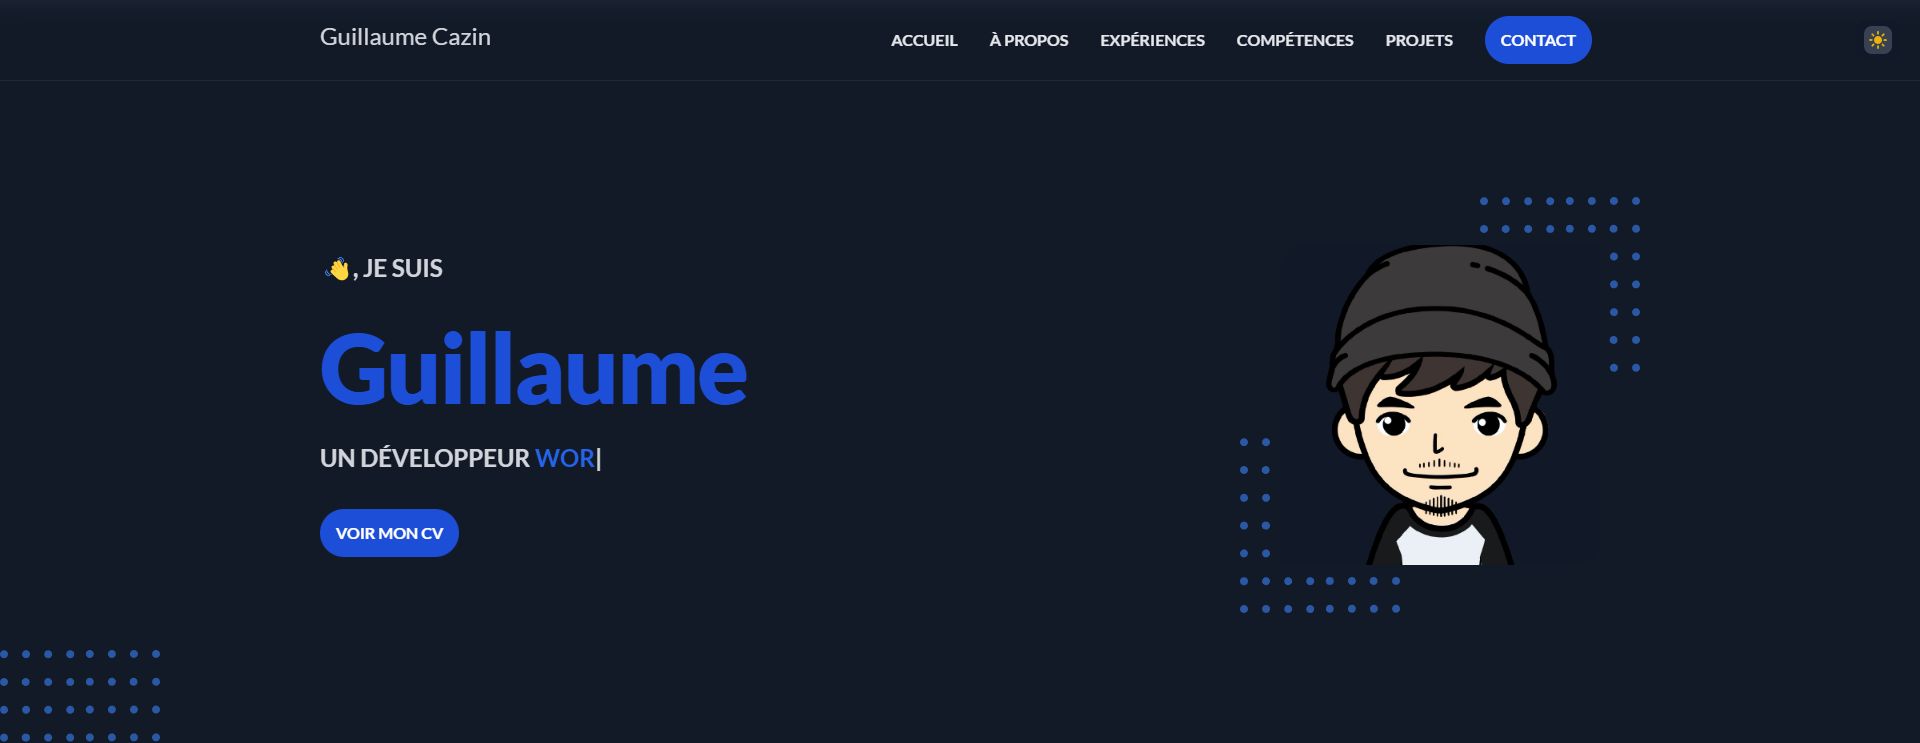 Guillaume Cazin
ACCUEIL À PROPOS EXPÉRIENCES COMPÉTENCES PROJETS CONTACT
👋, JE SUIS
Guillaume
UN DÉVELOPPEUR WOR|
VOIR MON CV